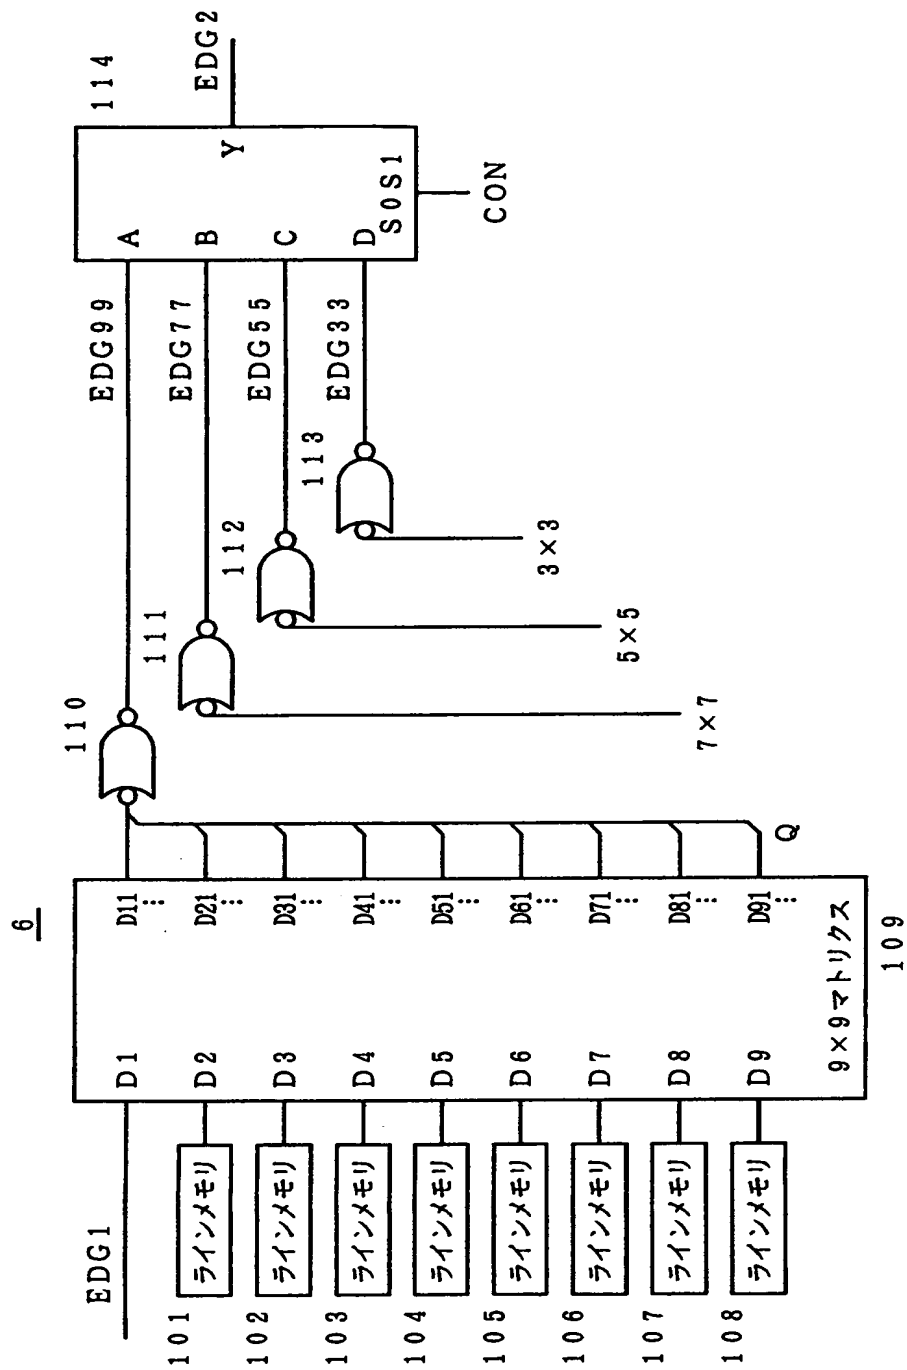 6
EDG1
101 ラインメモリ
102 ラインメモリ
103 ラインメモリ
104 ラインメモリ
105 ラインメモリ
106 ラインメモリ
107 ラインメモリ
108 ラインメモリ
D1
D2
D3
D4
D5
D6
D7
D8
D9
D11
D21
D31
D41
D51
D61
D71
D81
D91
9×9マトリクス
109
Q
110
111
112
113
7×7
5×5
3×3
EDG99
EDG77
EDG55
EDG33
A
B
C
D
S0S1
Y
114
CON
EDG2